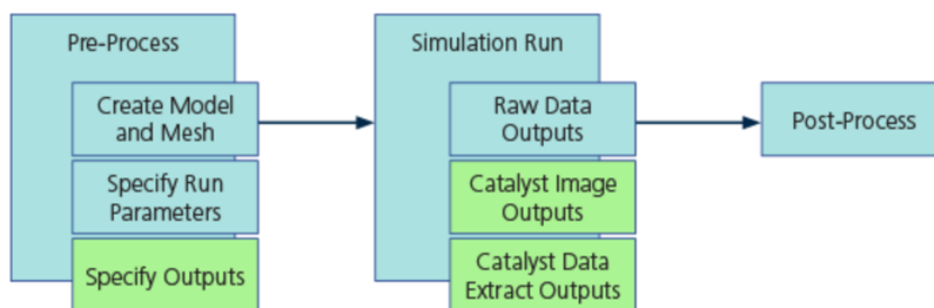 Pre-Process
Create Model
and Mesh
Specify Run
Parameters
Specify Outputs
Simulation Run
Raw Data
Outputs
Catalyst Image
Outputs
Catalyst Data
Extract Outputs
Post-Process